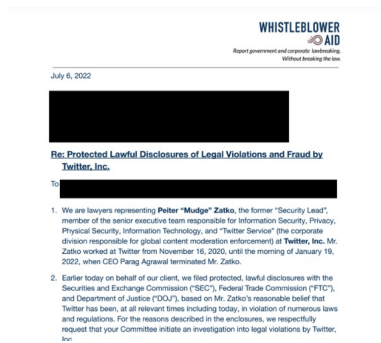 WHISTLEBLOWER
AID
Report government and corporate lawbreaking.
Without breaking the law.
July 6, 2022
Re: Protected Lawful Disclosures of Legal Violations and Fraud by
Twitter, Inc.
To
1. We are lawyers representing Peiter “Mudge” Zatko, the former “Security Lead”,
member of the senior executive team responsible for Information Security, Privacy,
Physical Security, Information Technology, and “Twitter Service” (the corporate
division responsible for global content moderation enforcement) at Twitter, Inc. Mr.
Zatko worked at Twitter from November 16, 2020, until the morning of January 19,
2022, when CEO Parag Agrawal terminated Mr. Zatko.
2. Earlier today on behalf of our client, we filed protected, lawful disclosures with the
Securities and Exchange Commission (“SEC”), Federal Trade Commission (“FTC”),
and Department of Justice (“DOJ”), based on Mr. Zatko’s reasonable belief that
Twitter has been, at all relevant times including today, in violation of numerous laws
and regulations. For the reasons described in the enclosures, we respectfully
request that your Committee initiate an investigation into legal violations by Twitter,
Inc.